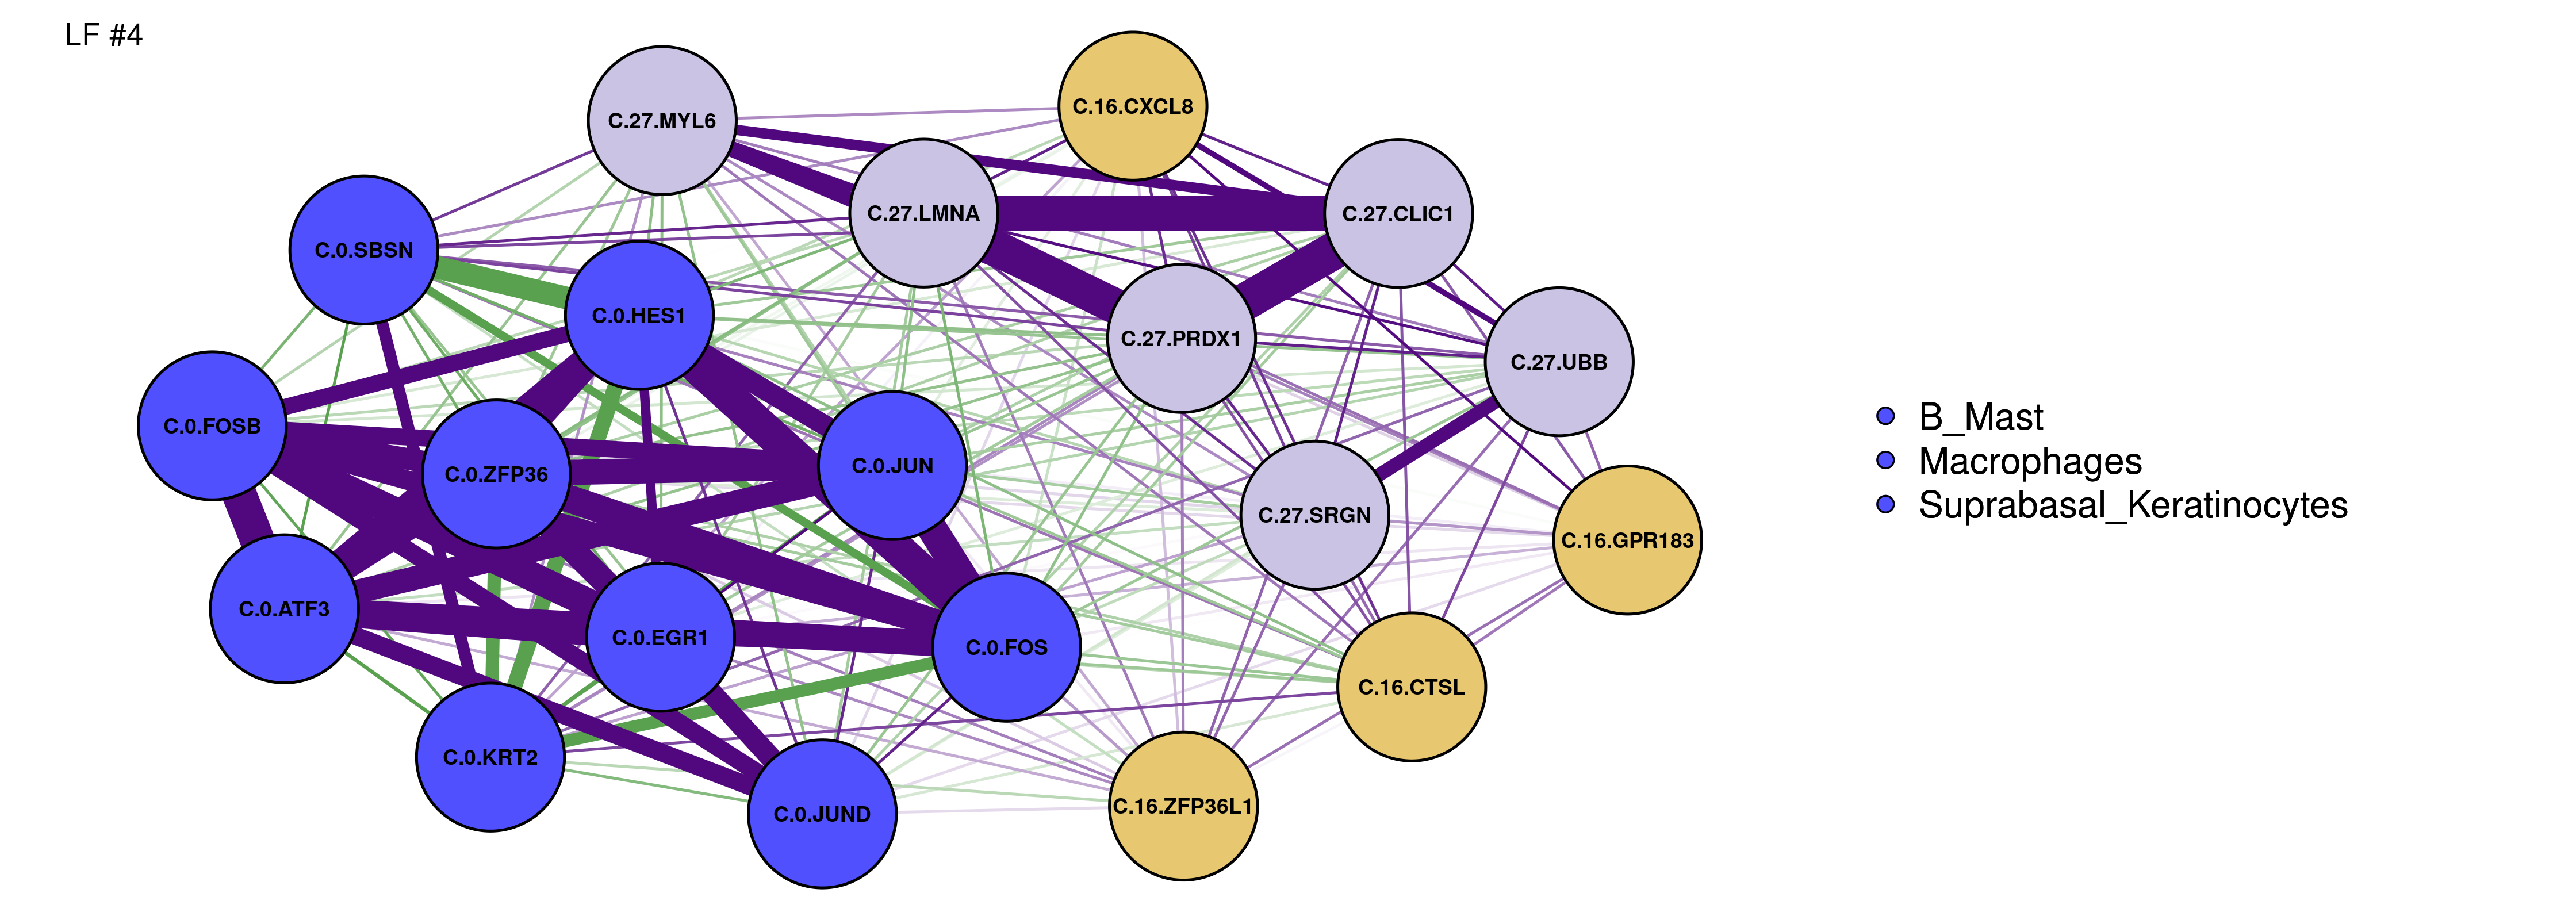 LF #4
C.27.MYL6
C.16.CXCL8
C.27.LMNA
C.27.CLIC1
C.0.SBSN
C.0.HES1
C.27.PRDX1
C.27.UBB
C.0.FOSB
C.0.ZFP36
C.0.JUN
C.27.SRGN
C.16.GPR183
C.0.ATF3
C.0.EGR1
C.0.FOS
C.16.CTSL
C.0.KRT2
C.0.JUND
C.16.ZFP36L1
B_Mast
Macrophages
Suprabasal_Keratinocytes